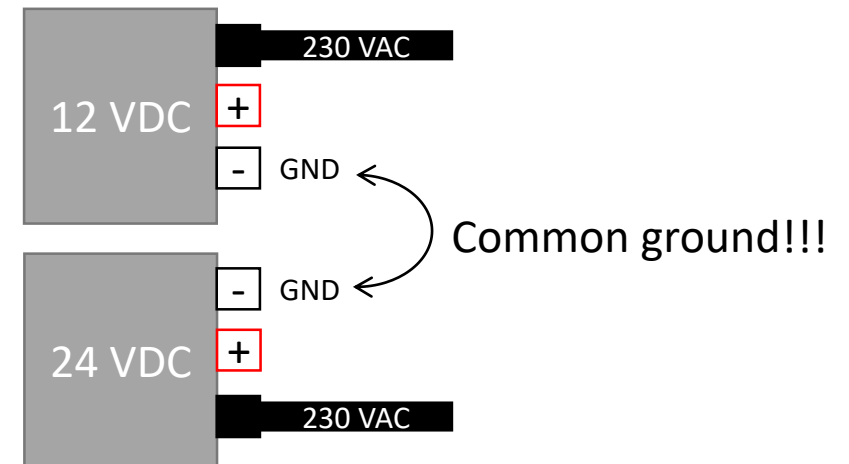 230 VAC
12 VDC
+
-
GND
Common ground!!!
-
GND
+
24 VDC
230 VAC